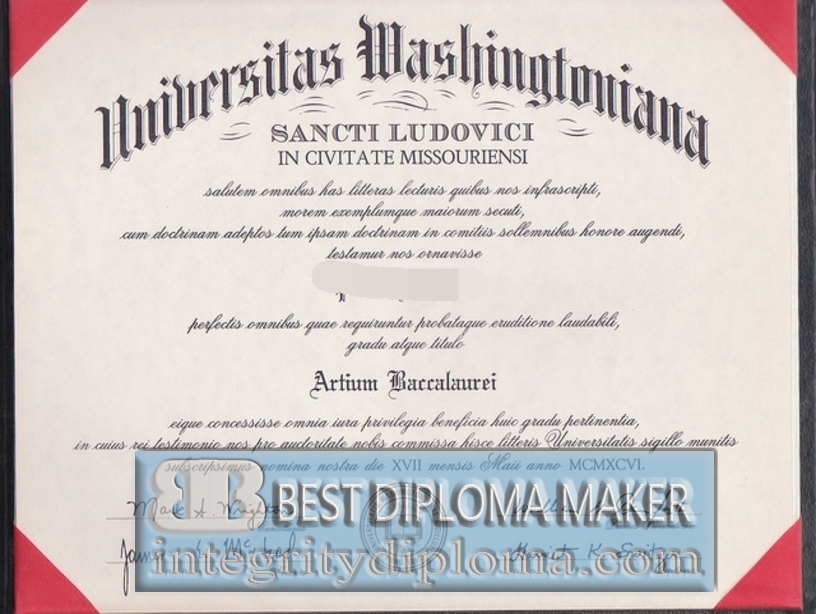 Universitas Washingtoniana
SANCTI LUDOVICI
IN CIVITATE MISSOURIENSI
salutem omnibus has litteras lecturis quibus nos infrascripti,
morem exemplumque maiorum secuti,
cum doctrinam adeptos tum ipsam doctrinam in comitiis sollemnibus honore augendi,
testamur nos ornavisse
perfectis omnibus quae requiruntur probataque eruditione laudabili,
gradu atque titulo
Artium Baccalaurei
eique concessisse omnia iura privilegia beneficia huic gradu pertinentia,
in cuius rei testimonio nos pro auctoritate nobis commissa hisce litteris Universitatis sigillo munitis
subscripsimus nomina nostra die XVII mensis Maii anno MCMXCVI.
BEST DIPLOMA MAKER
integritydiploma.com